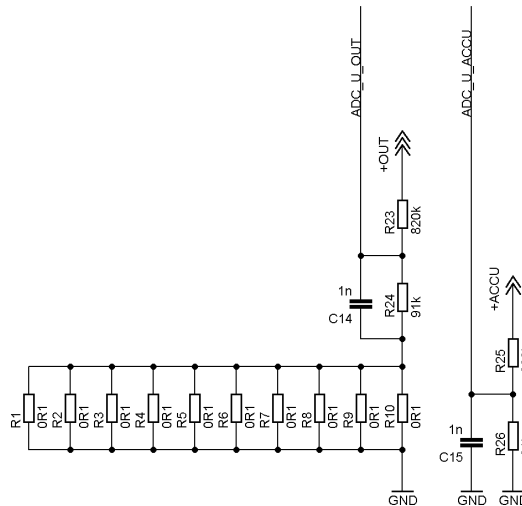 ADC_U_OUT
ADC_U_ACCU
+OUT
R23
820k
+ACCU
1n
C14
R24
91k
R25
R1
0R1
R2
0R1
R3
0R1
R4
0R1
R5
0R1
R6
0R1
R7
0R1
R8
0R1
R9
0R1
R10
0R1
1n
C15
R26
GND
GND
GND